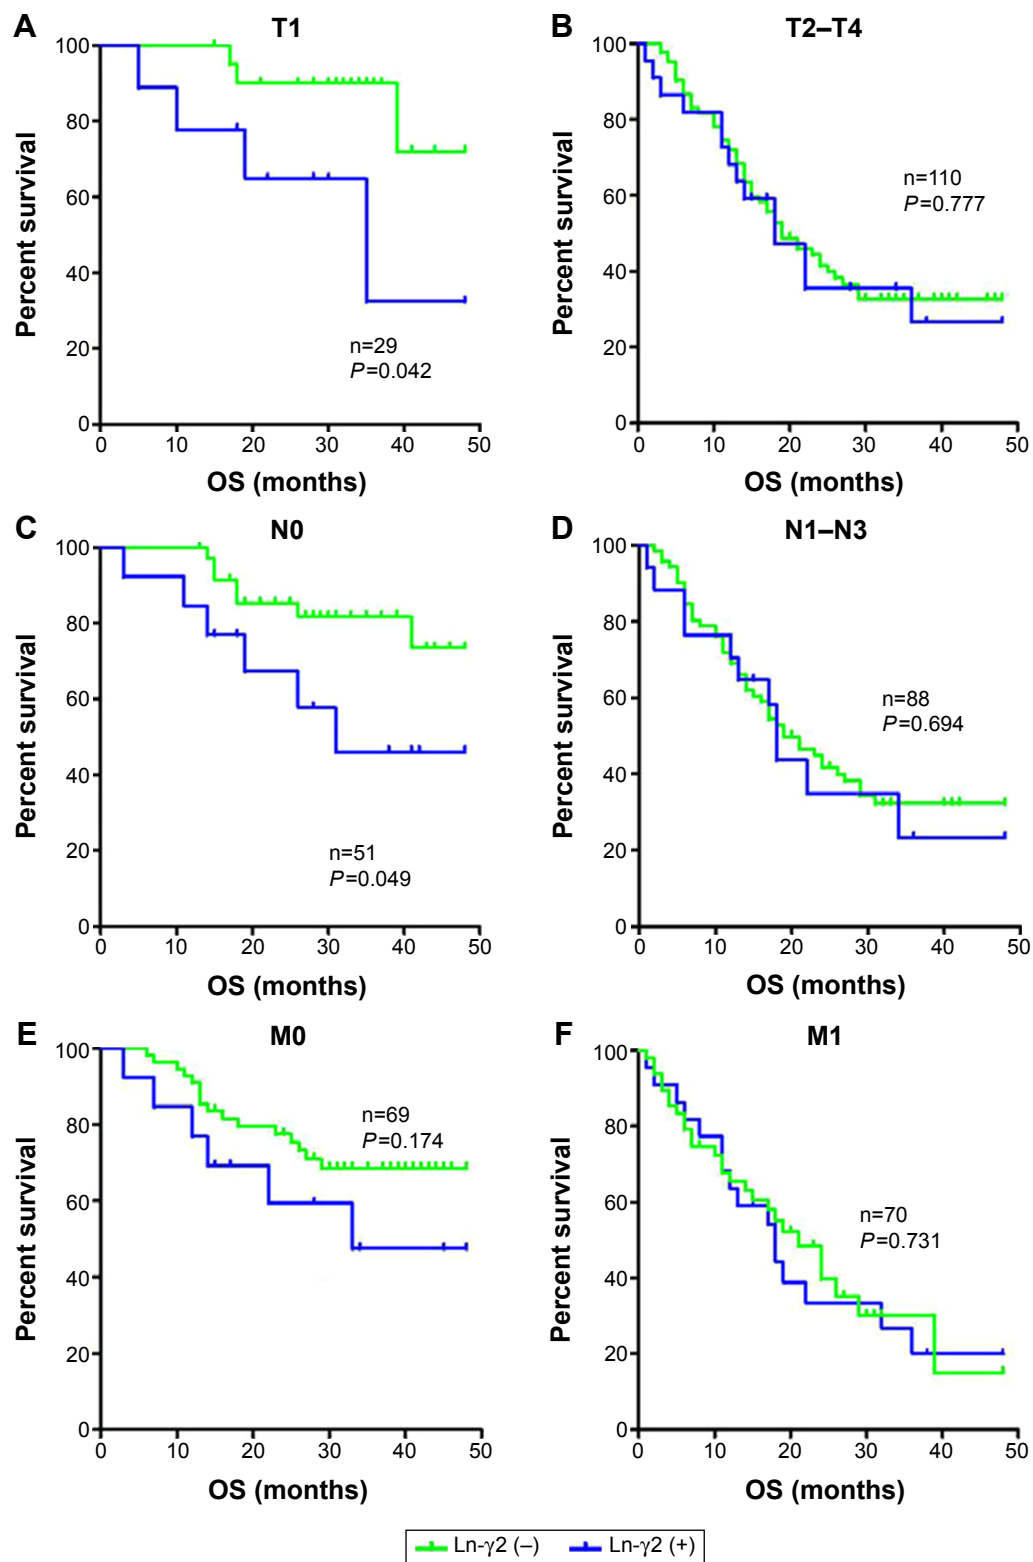 A
T1
Percent survival
100
80
60
40
20
0
n=29
P=0.042
0 10 20 30 40 50
OS (months)
B
T2–T4
Percent survival
100
80
60
40
20
0
n=110
P=0.777
0 10 20 30 40 50
OS (months)
C
N0
Percent survival
100
80
60
40
20
0
n=51
P=0.049
0 10 20 30 40 50
OS (months)
D
N1–N3
Percent survival
100
80
60
40
20
0
n=88
P=0.694
0 10 20 30 40 50
OS (months)
E
M0
Percent survival
100
80
60
40
20
0
n=69
P=0.174
0 10 20 30 40 50
OS (months)
F
M1
Percent survival
100
80
60
40
20
0
n=70
P=0.731
0 10 20 30 40 50
OS (months)
Ln-γ2 (–) Ln-γ2 (+)